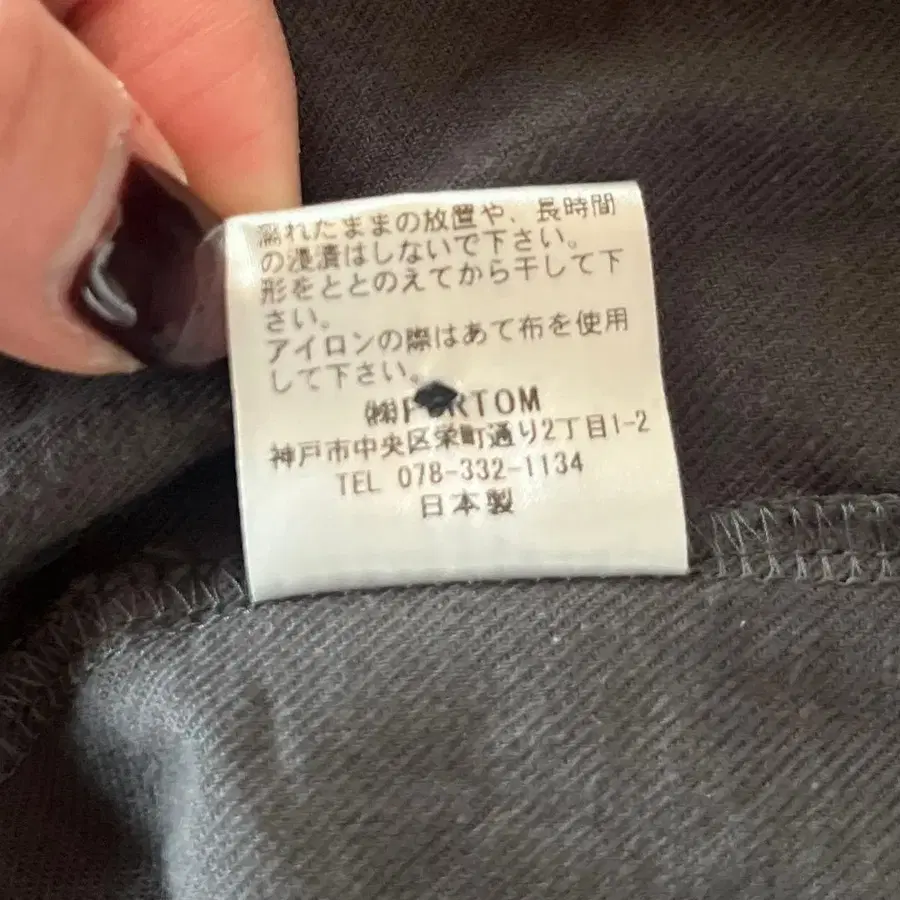 濡れたままの放置や、長時間
の浸漬はしないで下さい。
形をととのえてから干して下
さい。
アイロンの際はあて布を使用
して下さい。
㈱
神戸市中央区栄町通り2丁目1-2
TEL 078-332-1134
日本製